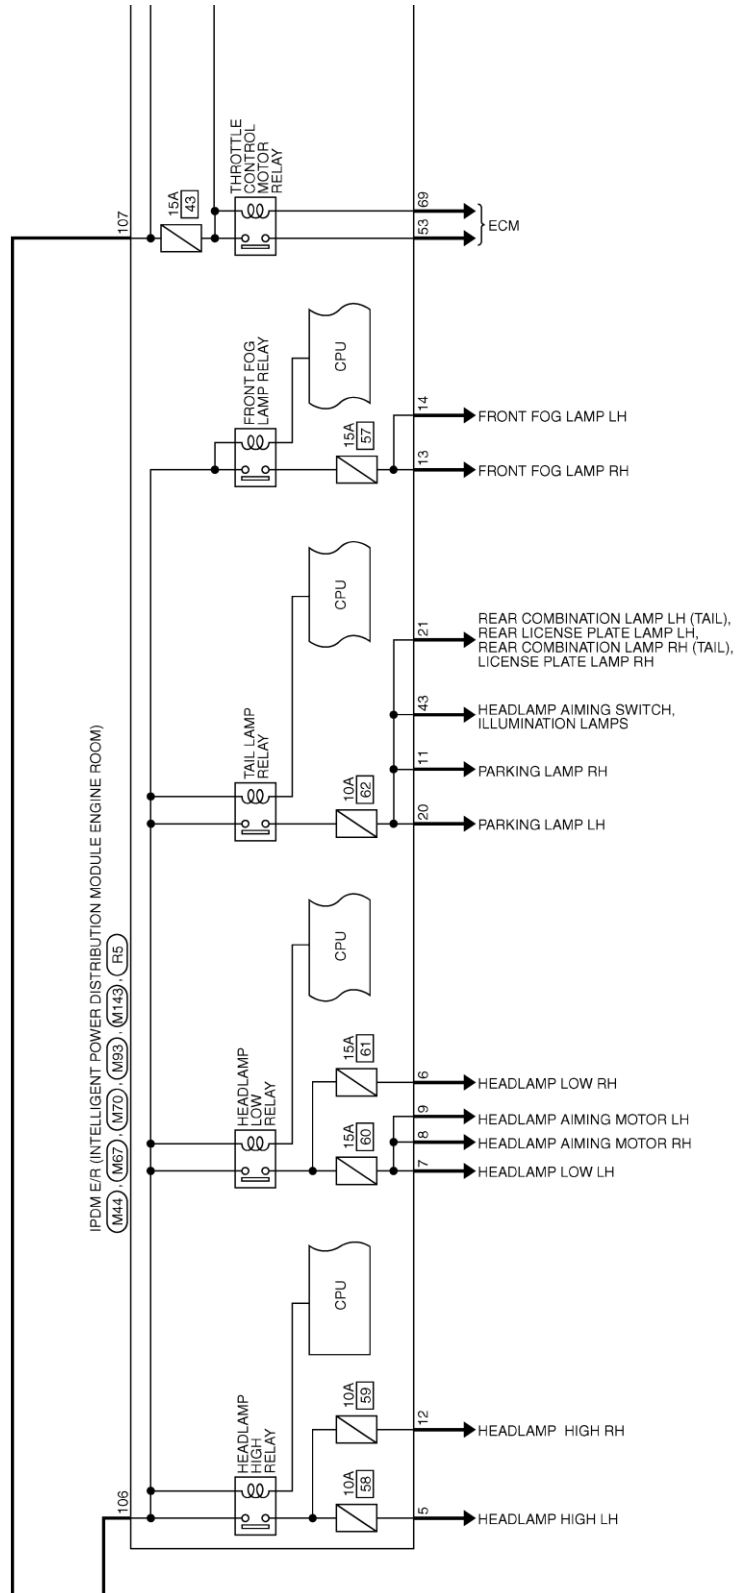 107
15A
43
THROTTLE
CONTROL
MOTOR
RELAY
69
53
ECM
FRONT FOG
LAMP RELAY
CPU
15A
57
14
FRONT FOG LAMP LH
13
FRONT FOG LAMP RH
CPU
21
REAR COMBINATION LAMP LH (TAIL),
REAR LICENSE PLATE LAMP LH,
REAR COMBINATION LAMP RH (TAIL),
LICENSE PLATE LAMP RH
43
HEADLAMP AIMING SWITCH,
ILLUMINATION LAMPS
TAIL LAMP
RELAY
10A
62
11
PARKING LAMP RH
20
PARKING LAMP LH
IPDM E/R (INTELLIGENT POWER DISTRIBUTION MODULE ENGINE ROOM)
M44 , M67 , M70 , M93 , M143 , R5
CPU
HEADLAMP
LOW
RELAY
15A
61
6
HEADLAMP LOW RH
15A
60
9
HEADLAMP AIMING MOTOR LH
8
HEADLAMP AIMING MOTOR RH
7
HEADLAMP LOW LH
CPU
106
HEADLAMP
HIGH
RELAY
10A
59
12
HEADLAMP HIGH RH
10A
58
5
HEADLAMP HIGH LH